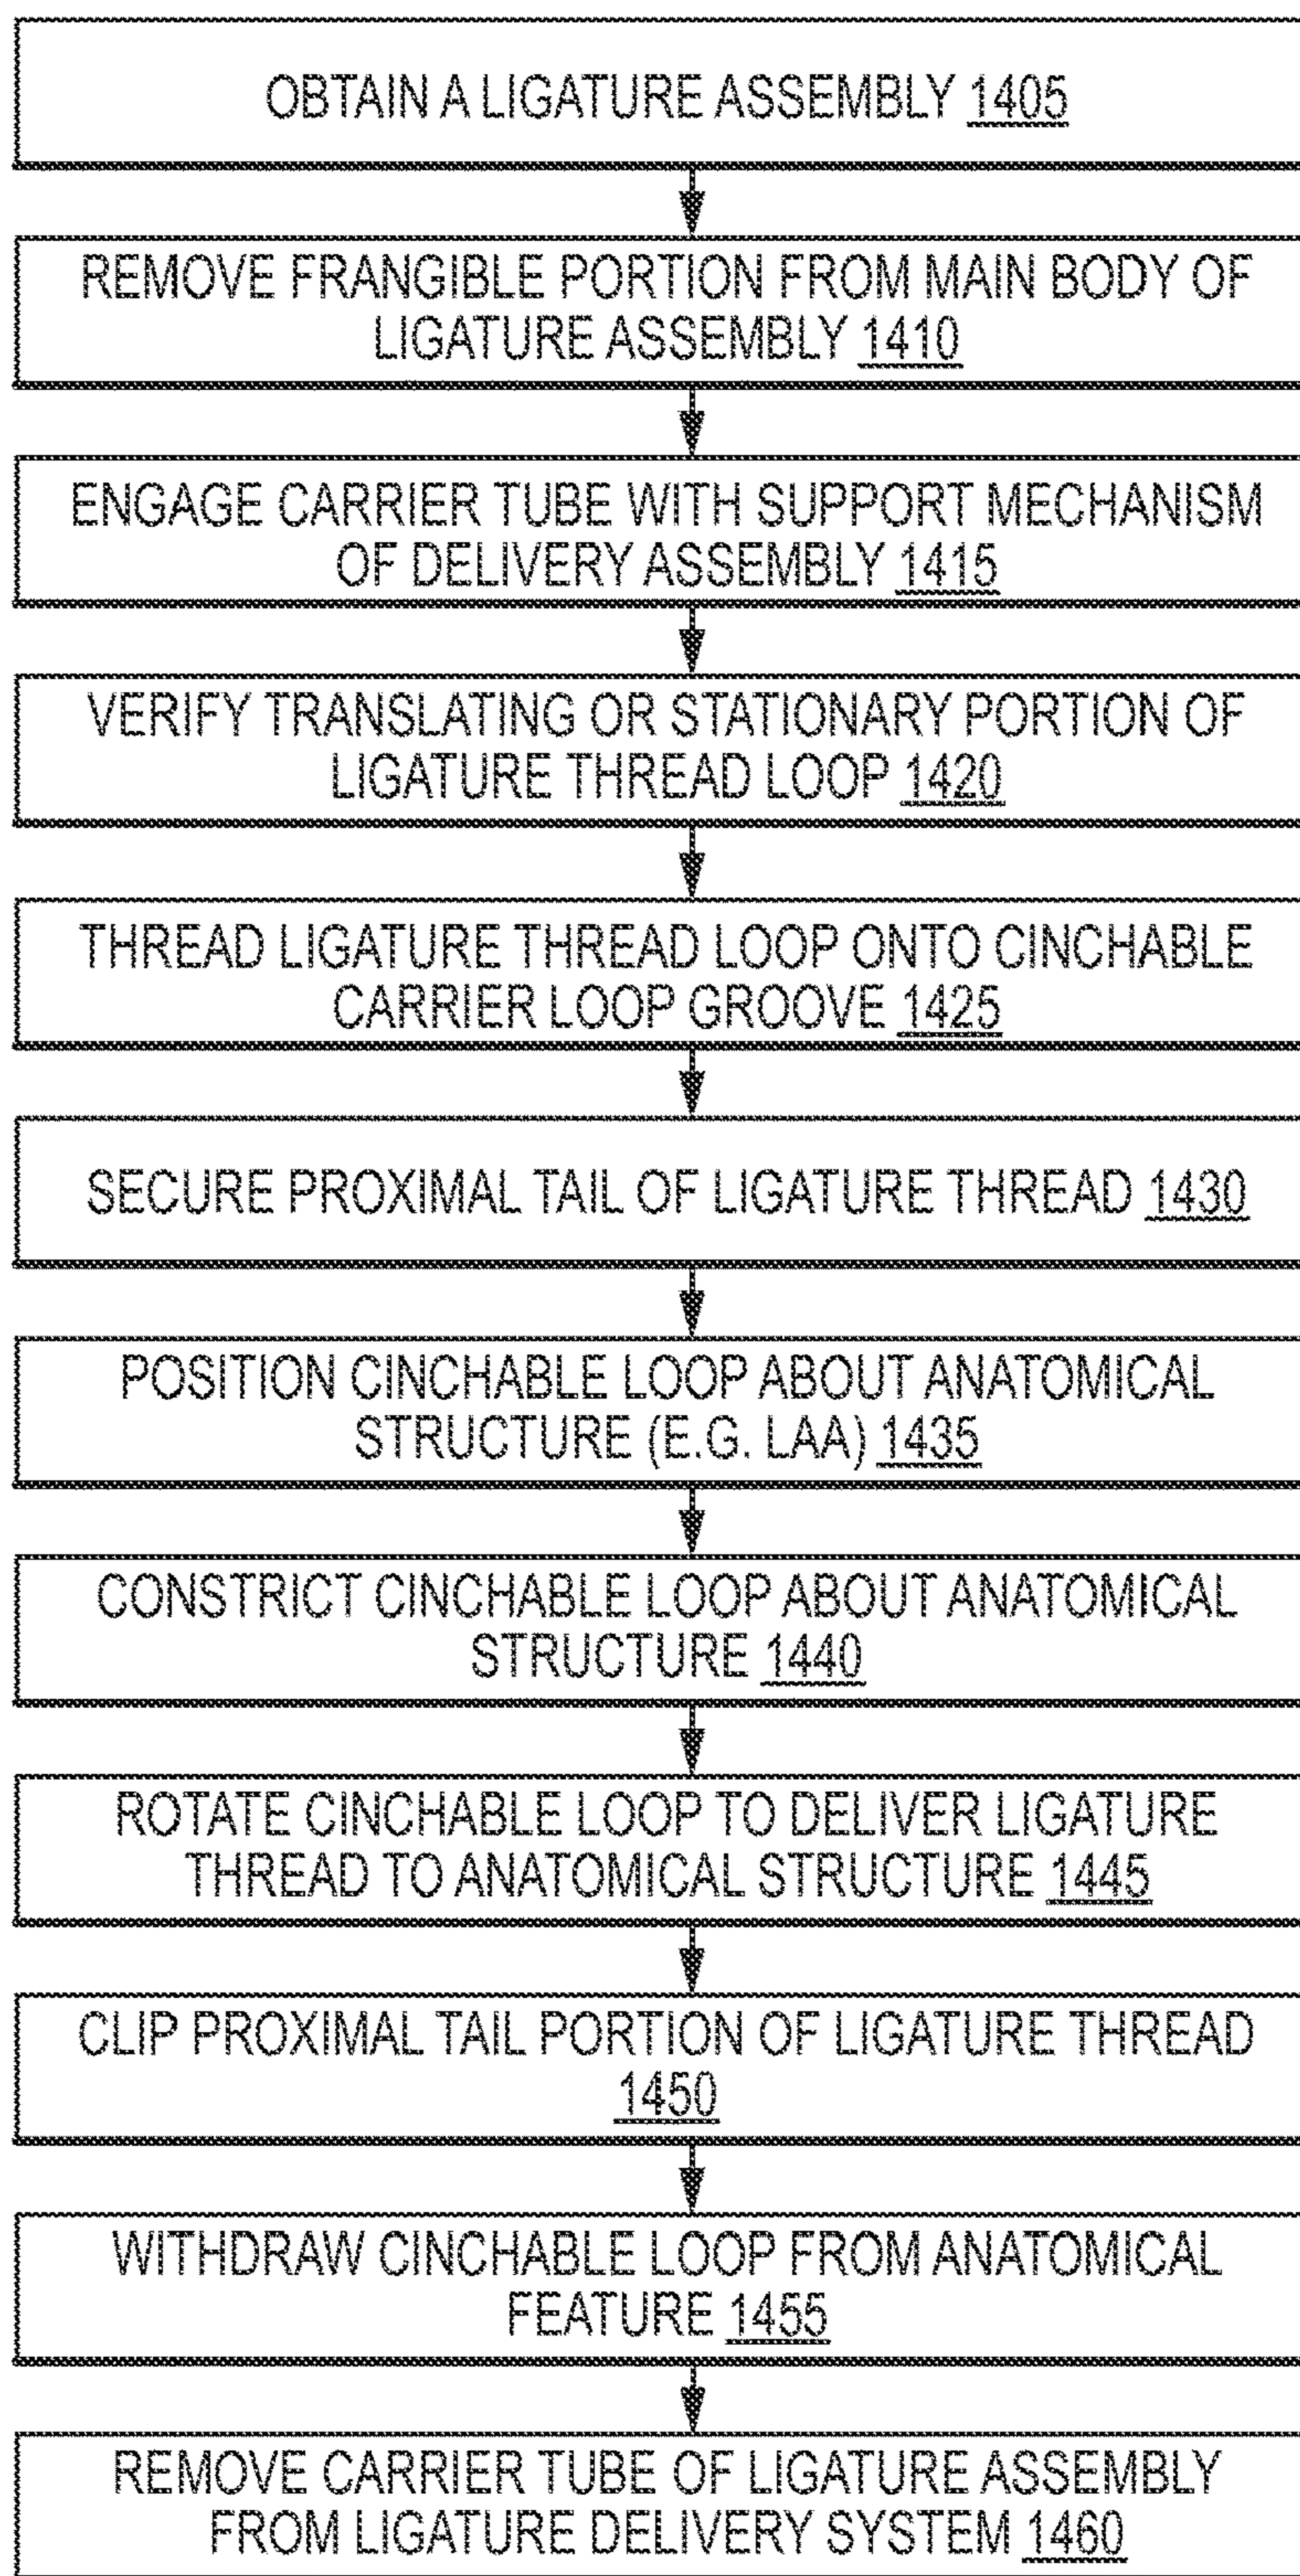 OBTAIN A LIGATURE ASSEMBLY 1405
REMOVE FRANGIBLE PORTION FROM MAIN BODY OF
LIGATURE ASSEMBLY 1410
ENGAGE CARRIER TUBE WITH SUPPORT MECHANISM
OF DELIVERY ASSEMBLY 1415
VERIFY TRANSLATING OR STATIONARY PORTION OF
LIGATURE THREAD LOOP 1420
THREAD LIGATURE THREAD LOOP ONTO CINCHABLE
CARRIER LOOP GROOVE 1425
SECURE PROXIMAL TAIL OF LIGATURE THREAD 1430
POSITION CINCHABLE LOOP ABOUT ANATOMICAL
STRUCTURE (E.G. LAA) 1435
CONSTRICT CINCHABLE LOOP ABOUT ANATOMICAL
STRUCTURE 1440
ROTATE CINCHABLE LOOP TO DELIVER LIGATURE
THREAD TO ANATOMICAL STRUCTURE 1445
CLIP PROXIMAL TAIL PORTION OF LIGATURE THREAD
1450
WITHDRAW CINCHABLE LOOP FROM ANATOMICAL
FEATURE 1455
REMOVE CARRIER TUBE OF LIGATURE ASSEMBLY
FROM LIGATURE DELIVERY SYSTEM 1460